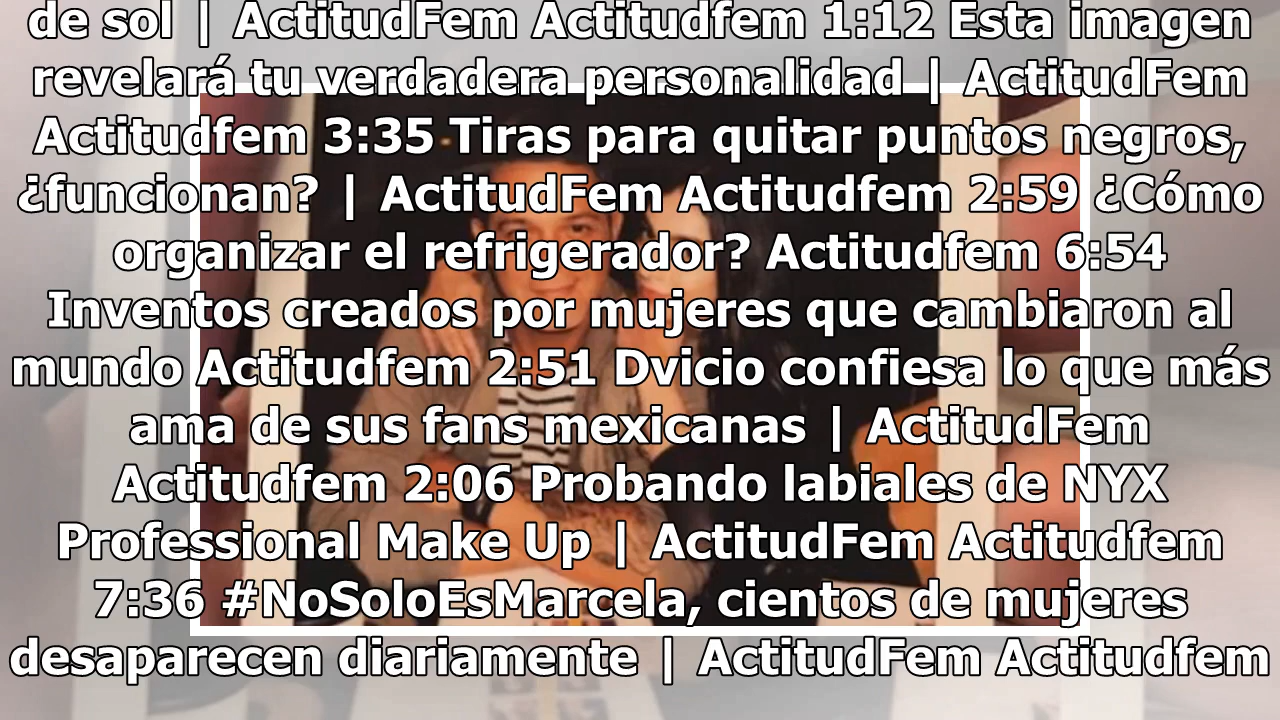 de sol | ActitudFem Actitudfem 1:12 Esta imagen
revelará tu verdadera personalidad | ActitudFem
Actitudfem 3:35 Tiras para quitar puntos negros,
¿funcionan? | ActitudFem Actitudfem 2:59 ¿Cómo
organizar el refrigerador? Actitudfem 6:54
Inventos creados por mujeres que cambiaron al
mundo Actitudfem 2:51 Dvicio confiesa lo que más
ama de sus fans mexicanas | ActitudFem
Actitudfem 2:06 Probando labiales de NYX
Professional Make Up | ActitudFem Actitudfem
7:36 #NoSoloEsMarcela, cientos de mujeres
desaparecen diariamente | ActitudFem Actitudfem